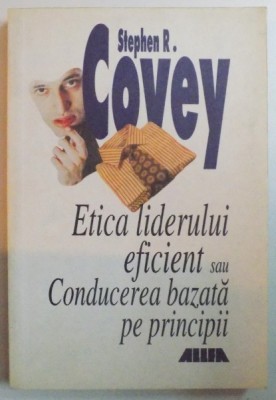 Stephen R.
Covey
Etica liderului
eficient sau
Conducerea bazată
pe principii
ALLFA